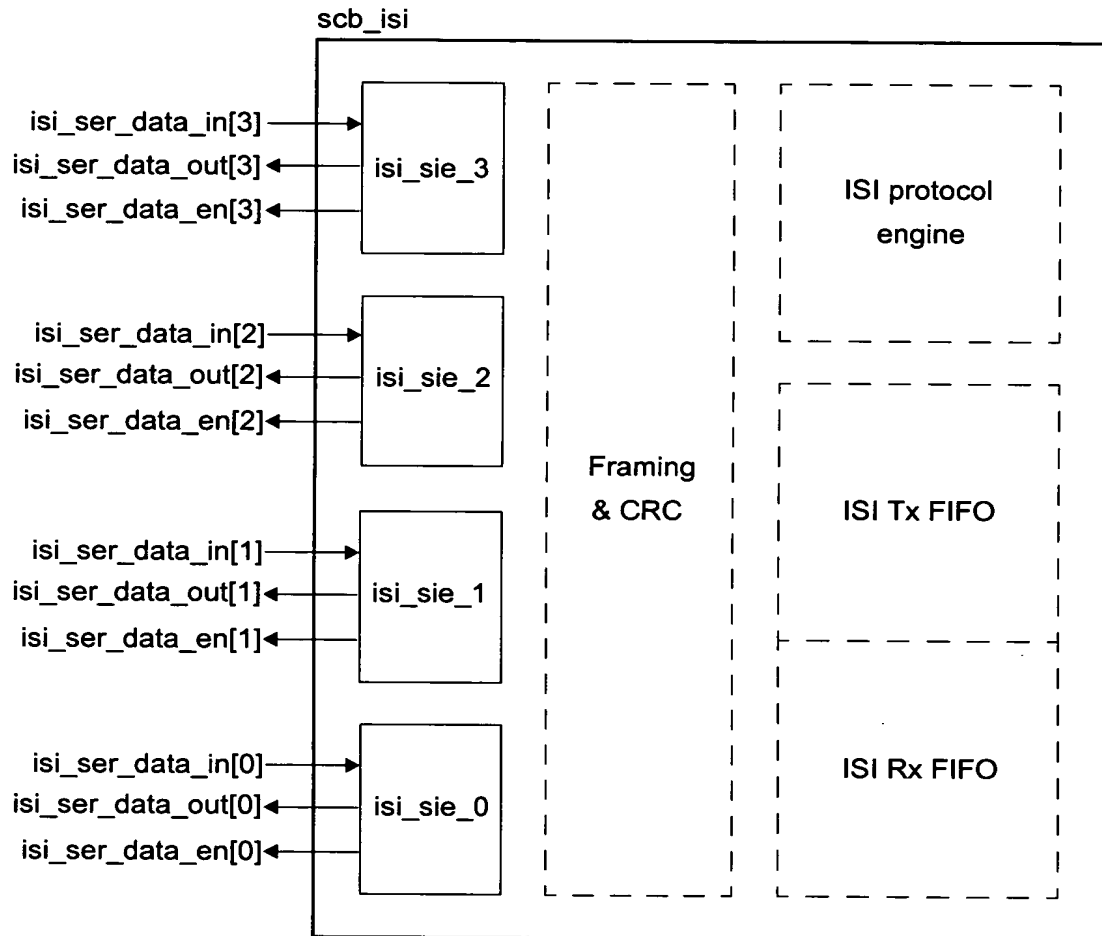 scb_isi
isi_ser_data_in[3]
isi_ser_data_out[3]
isi_ser_data_en[3]
isi_sie_3
isi_ser_data_in[2]
isi_ser_data_out[2]
isi_ser_data_en[2]
isi_sie_2
isi_ser_data_in[1]
isi_ser_data_out[1]
isi_ser_data_en[1]
isi_sie_1
isi_ser_data_in[0]
isi_ser_data_out[0]
isi_ser_data_en[0]
isi_sie_0
Framing
& CRC
ISI protocol
engine
ISI Tx FIFO
ISI Rx FIFO